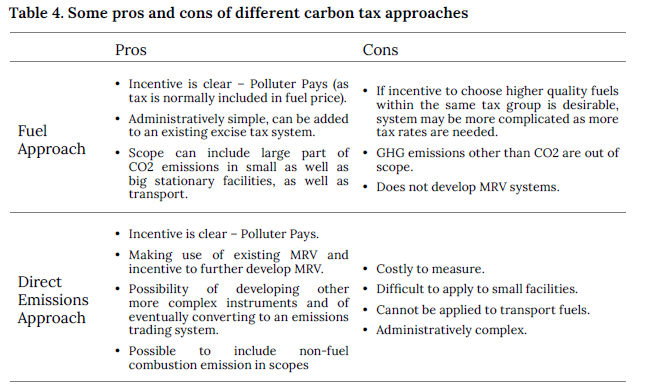 Table 4. Some pros and cons of different carbon tax approaches
Pros
Cons
Fuel
Approach
• Incentive is clear – Polluter Pays (as
tax is normally included in fuel price).
• Administratively simple, can be added
to an existing excise tax system.
• Scope can include large part of
CO2 emissions in small as well as
big stationary facilities, as well as
transport.
• If incentive to choose higher quality fuels
within the same tax group is desirable,
system may be more complicated as more
tax rates are needed.
• GHG emissions other than CO2 are out of
scope.
• Does not develop MRV systems.
Direct
Emissions
Approach
• Incentive is clear – Polluter Pays.
• Making use of existing MRV and
incentive to further develop MRV.
• Possibility of developing other
more complex instruments and of
eventually converting to an emissions
trading system.
• Possible to include non-fuel
combustion emission in scopes
• Costly to measure.
• Difficult to apply to small facilities.
• Cannot be applied to transport fuels.
• Administratively complex.